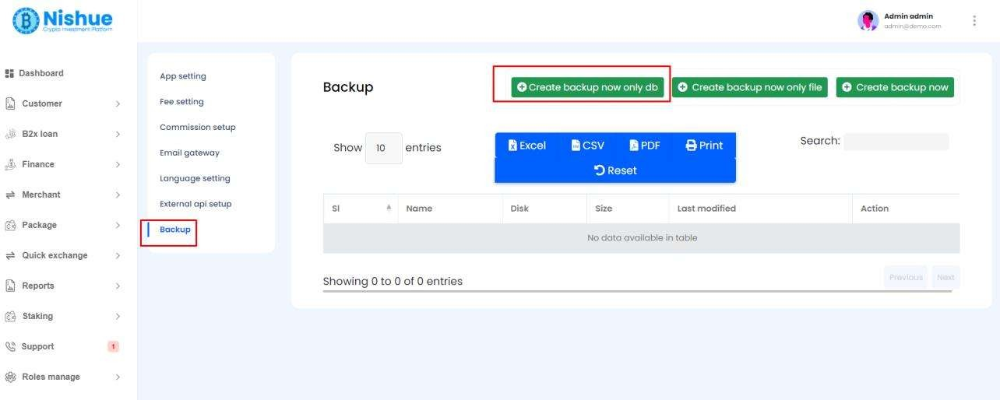 Nishue
Crypto Investment Platform
Admin admin
admin@demo.com
Dashboard
Customer
B2x loan
Finance
Merchant
Package
Quick exchange
Reports
Staking
Support 1
Roles manage
App setting
Fee setting
Commission setup
Email gateway
Language setting
External api setup
Backup
Backup
Create backup now only db
Create backup now only file
Create backup now
Show 10 entries
Excel CSV PDF Print
Reset
Search:
Sl Name Disk Size Last modified Action
No data available in table
Showing 0 to 0 of 0 entries
Previous Next